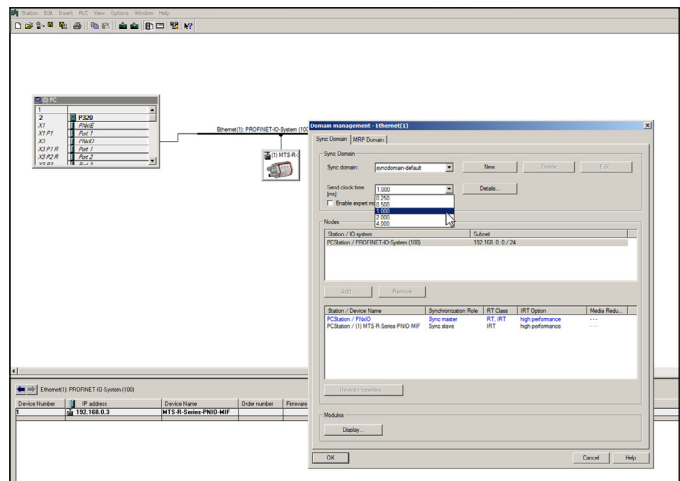 Station Edit Insert PLC View Options Window Help
(0) PC
1
2 P320
X1 PNxIE
X1 P1 Port 1
X3 PNxIO
X3 P1 R Port 1
X3 P2 R Port 2
Ethernet(1): PROFINET-IO-System (100)
(1) MTS-R-S
Domain management - Ethernet(1)
Sync Domain MRP Domain
Sync Domain
Sync domain: syncdomain-default New Delete Edit
Send clock time [ms]: 1.000 Details...
0.250
Enable expert m
0.500
1.000
2.000
4.000
Nodes
Station / IO system Subnet
PCStation / PROFINET-IO-System (100) 192.168.0.0 / 24
Add... Remove
Station / Device Name Synchronization Role RT Class IRT Option Media Redu...
PCStation / PNxIO Sync master RT, IRT high performance ---
PCStation / (1) MTS-R-Series-PNIO-MIF Sync slave IRT high performance ---
Device Properties...
Modules
Display...
OK Cancel Help
Ethernet(1): PROFINET-IO-System (100)
Device Number IP address Device Name Order number Firmware
1 192.168.0.3 MTS-R-Series-PNIO-MIF